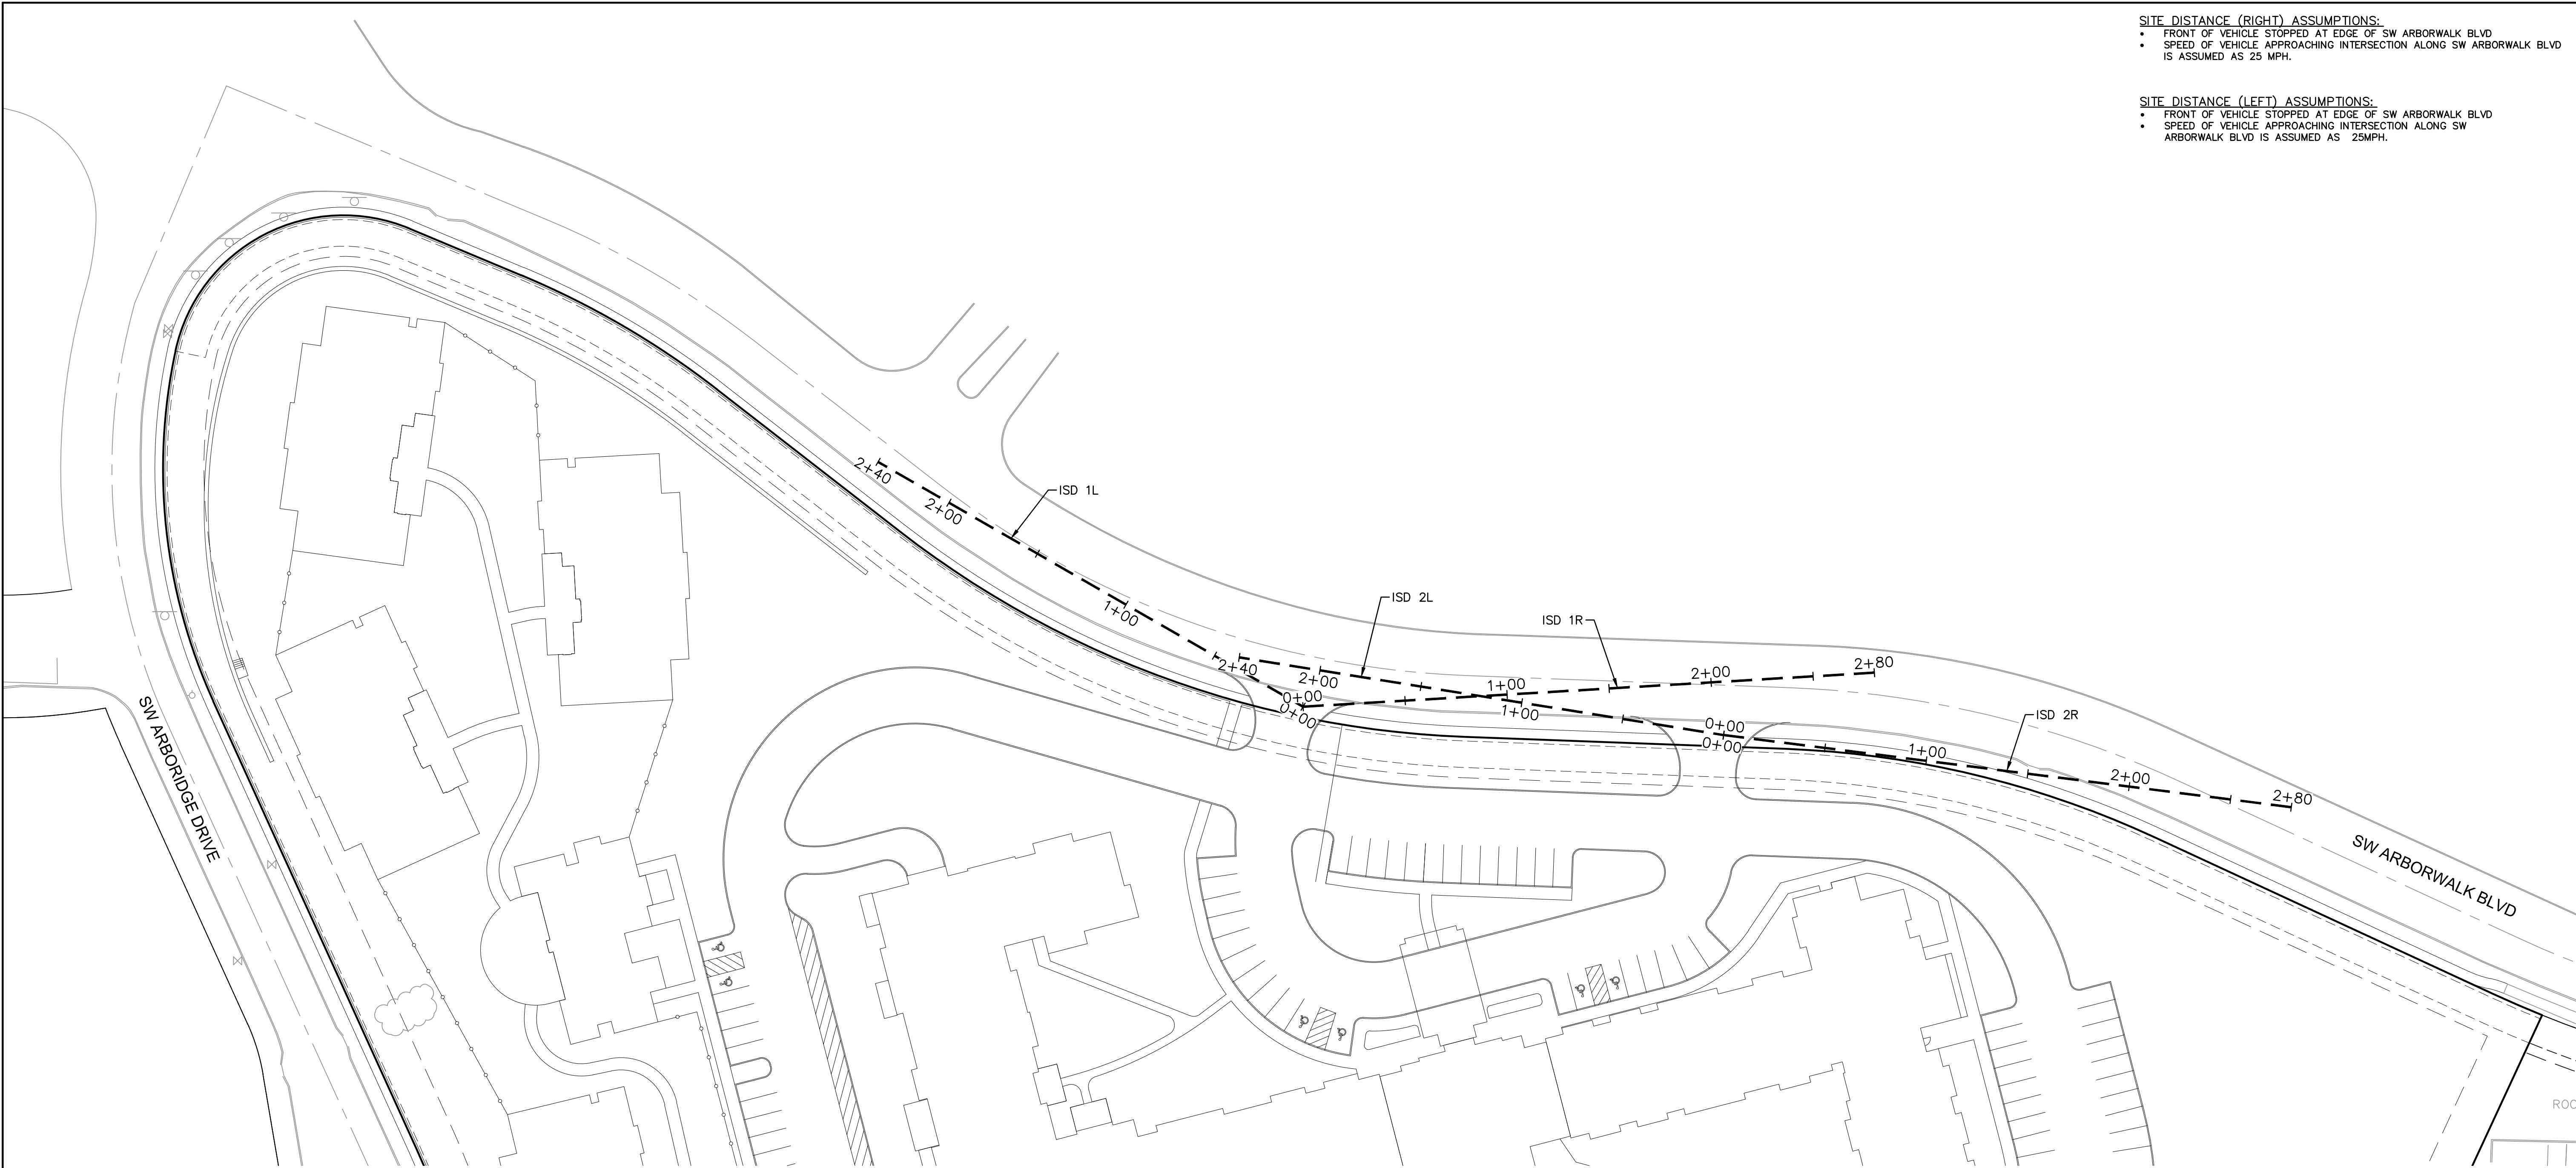 SITE DISTANCE (RIGHT) ASSUMPTIONS:
• FRONT OF VEHICLE STOPPED AT EDGE OF SW ARBORWALK BLVD
• SPEED OF VEHICLE APPROACHING INTERSECTION ALONG SW ARBORWALK BLVD
IS ASSUMED AS 25 MPH.
SITE DISTANCE (LEFT) ASSUMPTIONS:
• FRONT OF VEHICLE STOPPED AT EDGE OF SW ARBORWALK BLVD
• SPEED OF VEHICLE APPROACHING INTERSECTION ALONG SW
ARBORWALK BLVD IS ASSUMED AS 25MPH.
2+40
2+00
ISD 1L
1+00
2+40
0+00
0+00
ISD 2L
2+00
1+00
1+00
ISD 1R
2+00
2+80
0+00
0+00
1+00
ISD 2R
2+00
2+80
SW ARBORIDGE DRIVE
SW ARBORWALK BLVD